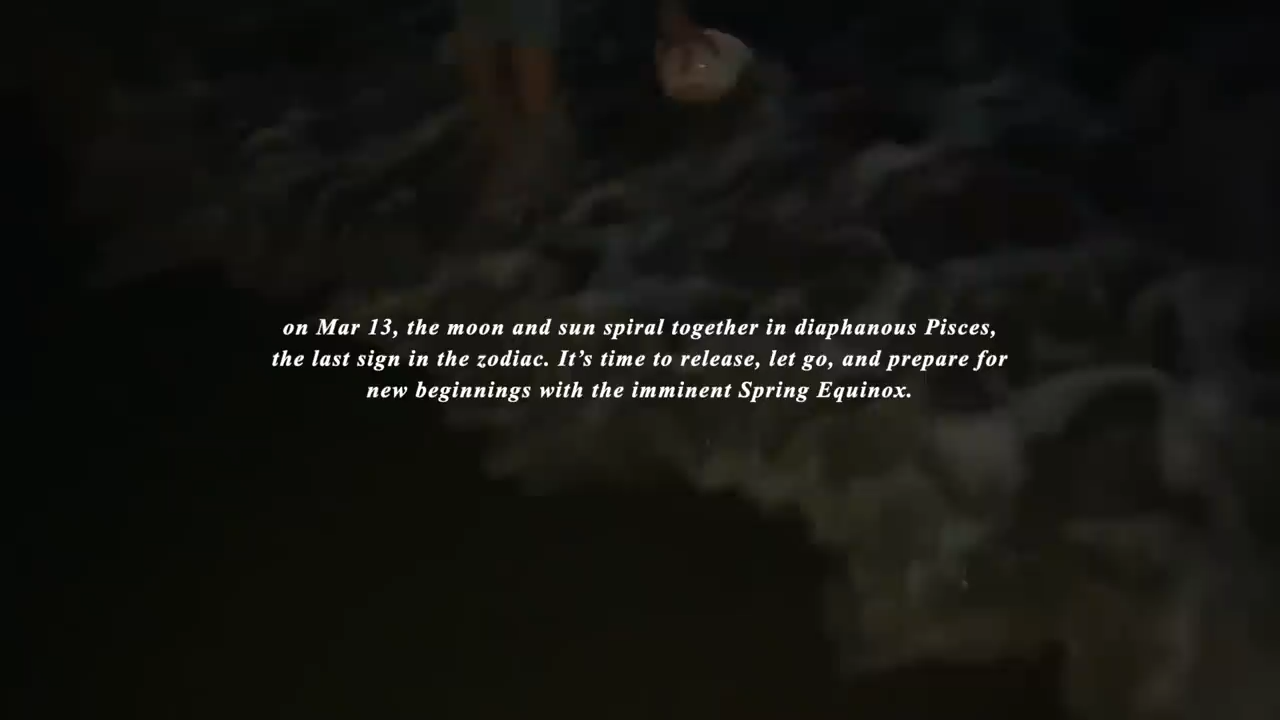 on Mar 13, the moon and sun spiral together in diaphanous Pisces,
the last sign in the zodiac. It’s time to release, let go, and prepare for
new beginnings with the imminent Spring Equinox.